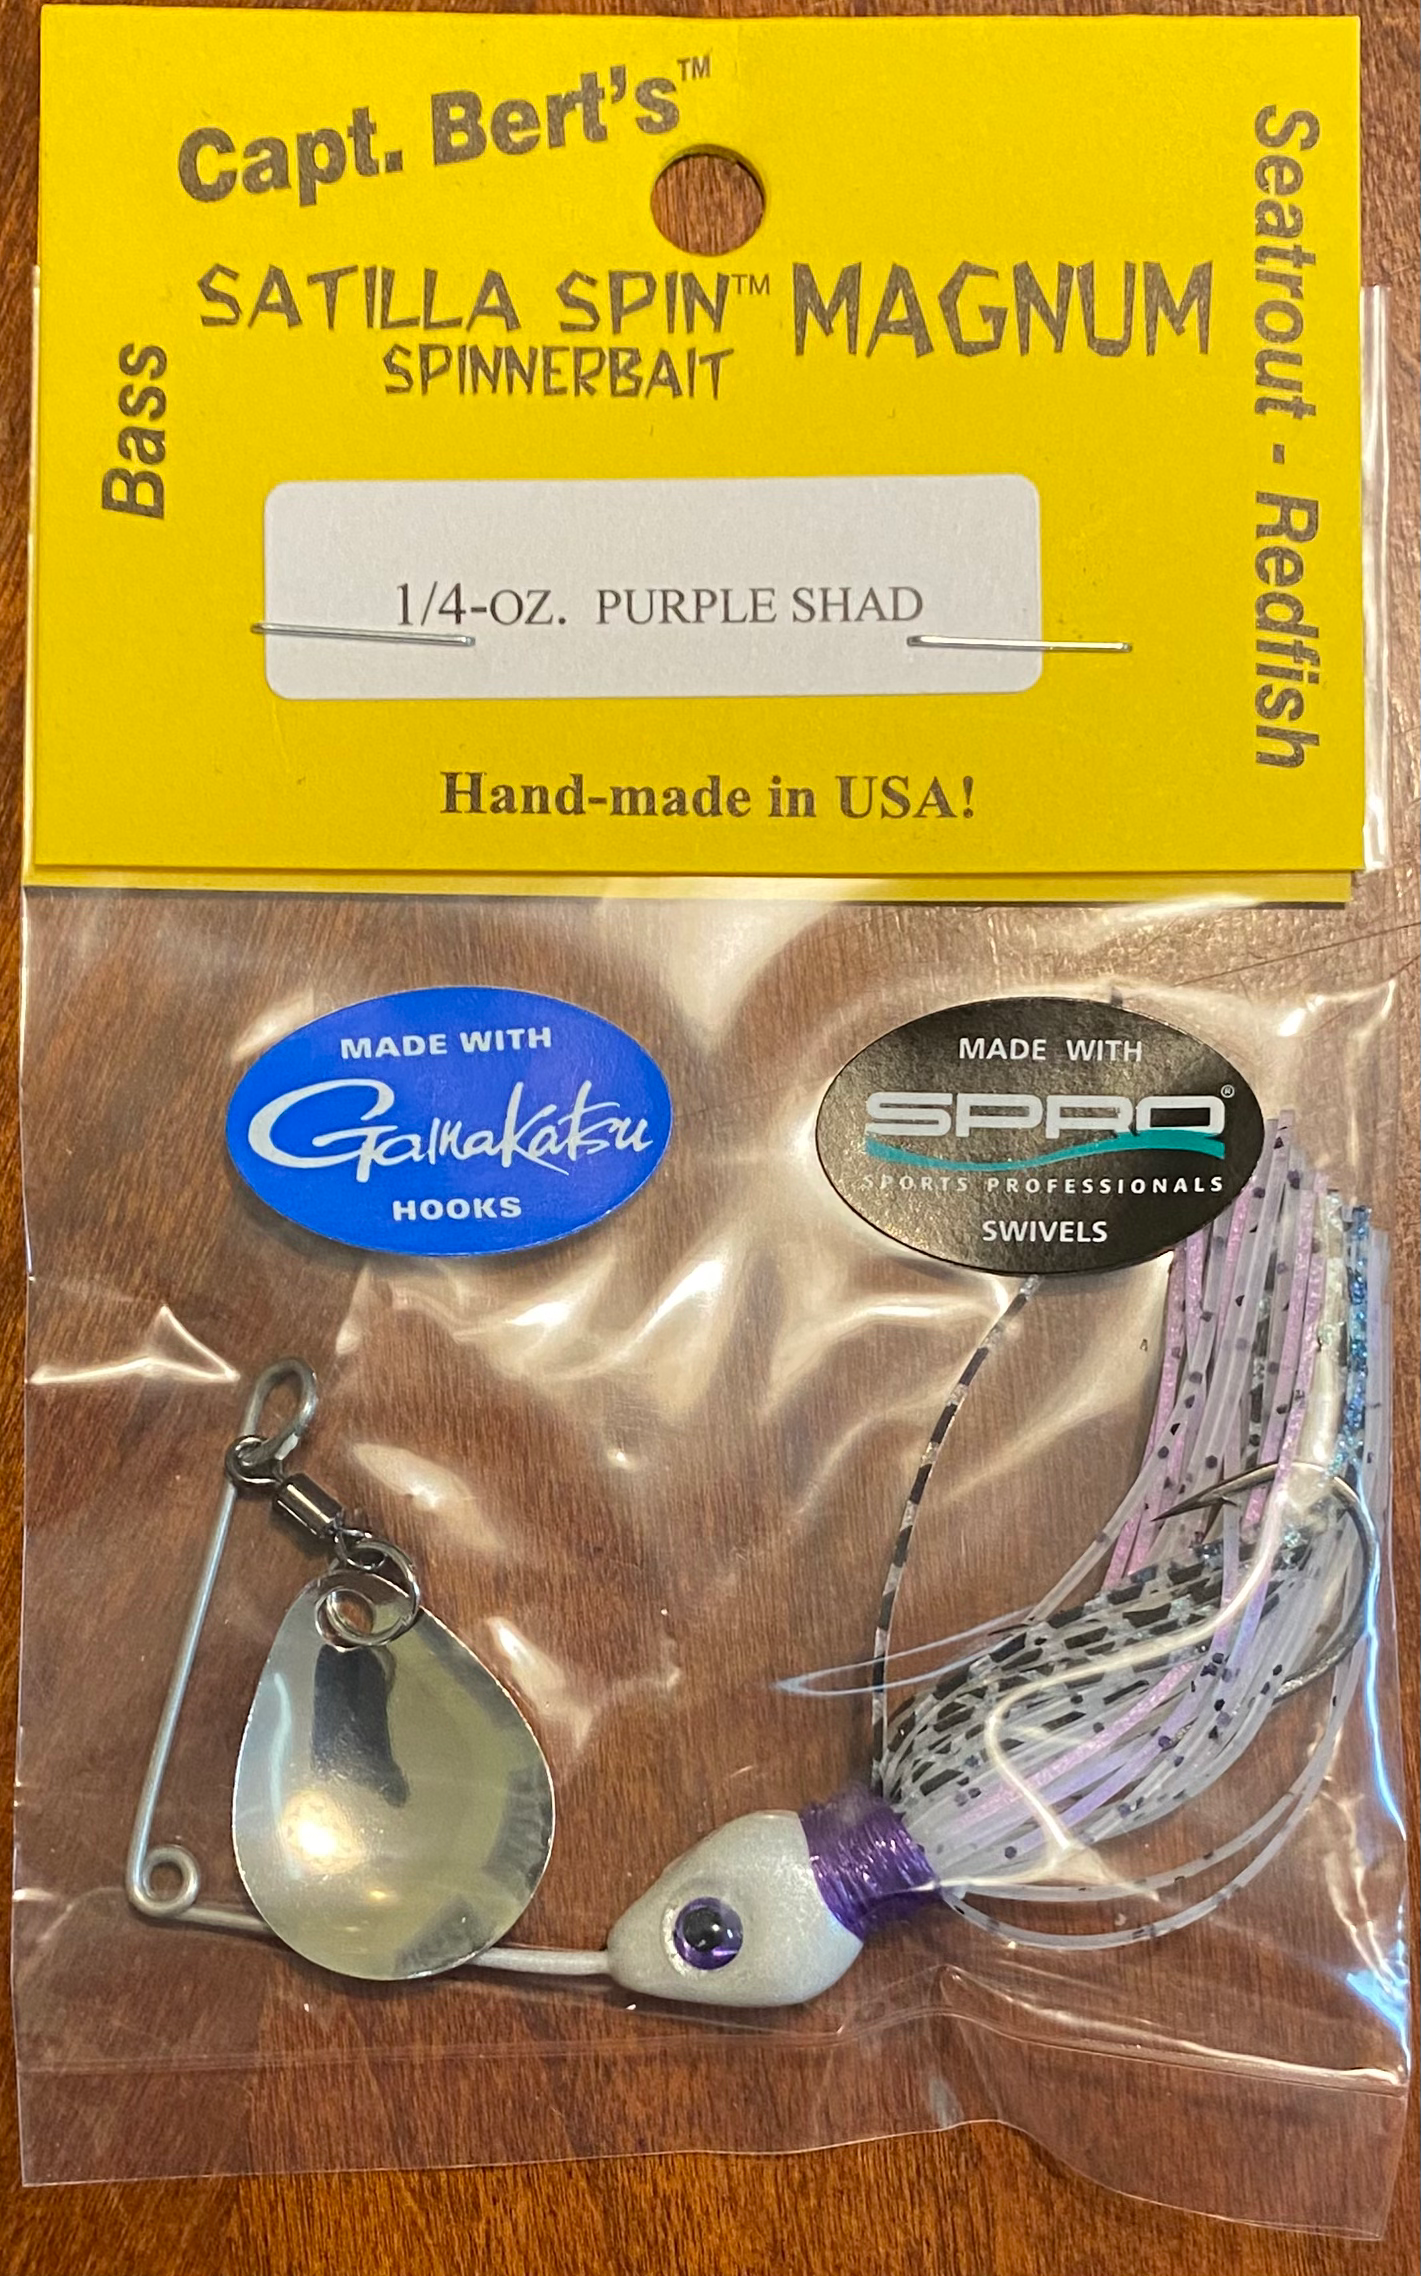 Capt. Bert's™
SATILLA SPIN™ MAGNUM
SPINNERBAIT
Bass
Seatrout - Redfish
1/4-OZ. PURPLE SHAD
Hand-made in USA!
MADE WITH
Gamakatsu
HOOKS
MADE WITH
SPRO®
SPORTS PROFESSIONALS
SWIVELS